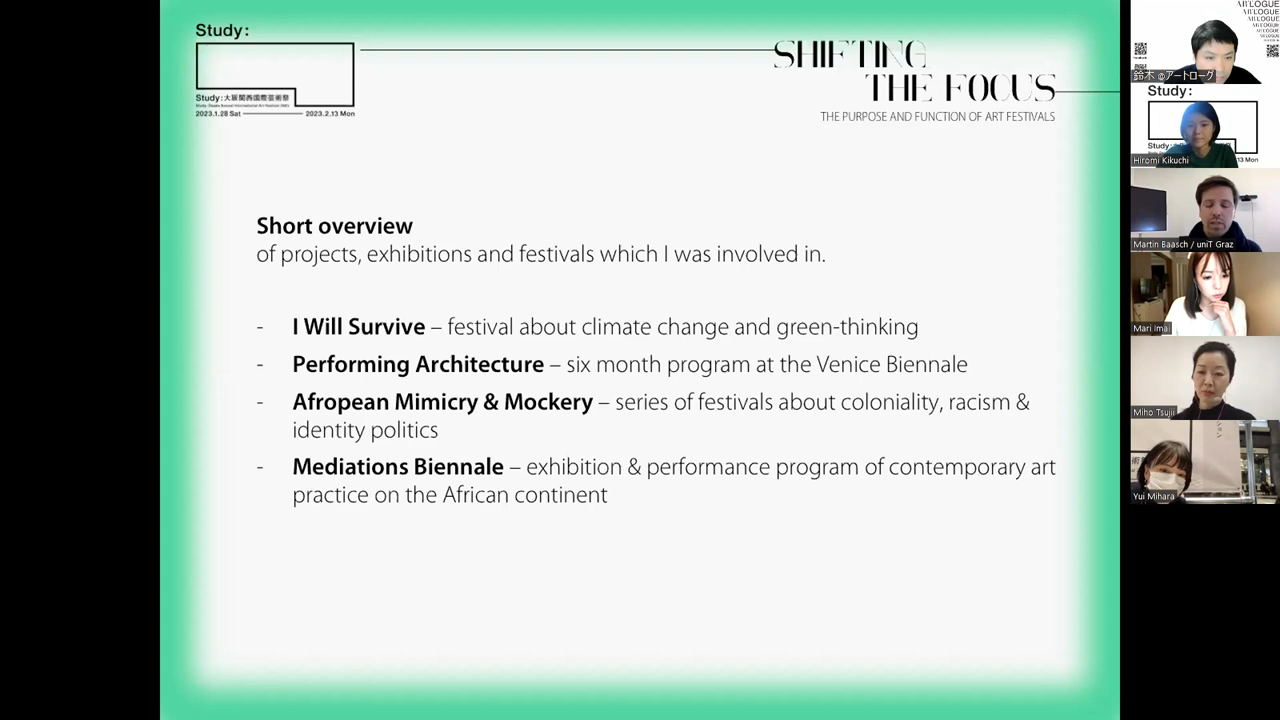 Study:
Study:大阪関西国際芸術祭
2023.1.28 Sat
2023.2.13 Mon
SHIFTING
THE FOCUS
THE PURPOSE AND FUNCTION OF ART FESTIVALS
Short overview
of projects, exhibitions and festivals which I was involved in.
- I Will Survive – festival about climate change and green-thinking
- Performing Architecture – six month program at the Venice Biennale
- Afropean Mimicry & Mockery – series of festivals about coloniality, racism &
identity politics
- Mediations Biennale – exhibition & performance program of contemporary art
practice on the African continent
鈴木 @アートローグ
Study:
13 Mon
Hiromi Kikuchi
Martin Baasch / uniT Graz
Mari Imai
Miho Tsujii
ション
Yui Mihara